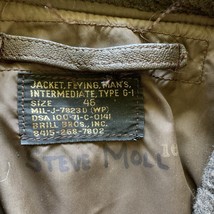 JACKET, FLYING, MAN'S,
INTERMEDIATE, TYPE G-1
SIZE 46
MIL-J-7823D (WP)
DSA 100-71-C-0141
BRILL BROS., INC.
8415-268-7802
STEVE MOLL